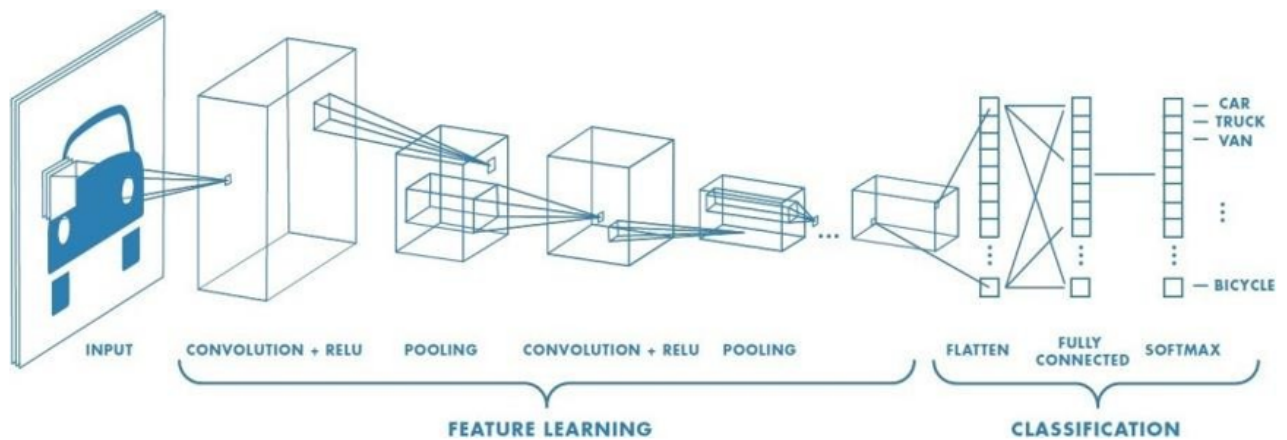 CAR
TRUCK
VAN
BICYCLE
INPUT
CONVOLUTION + RELU
POOLING
CONVOLUTION + RELU
POOLING
FLATTEN
FULLY
CONNECTED
SOFTMAX
FEATURE LEARNING
CLASSIFICATION